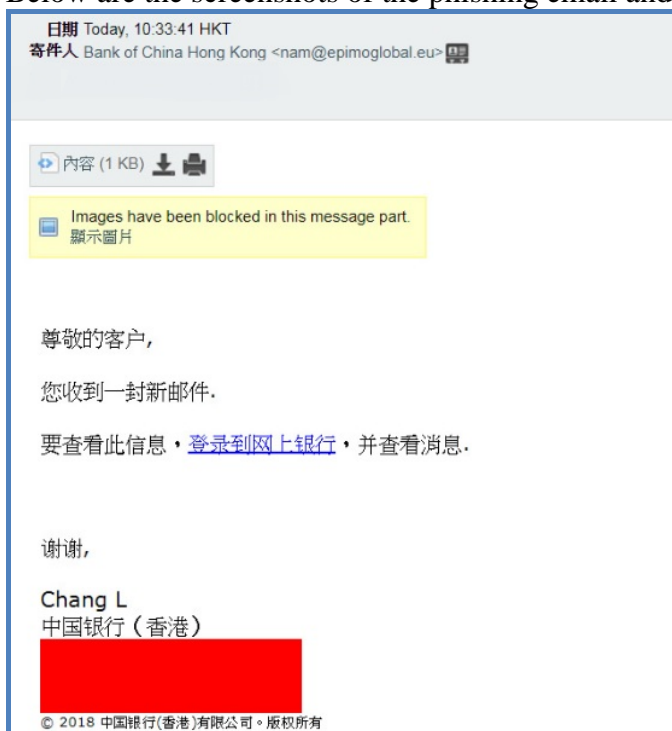 Below are the screenshots of the phishing email and
日期 Today, 10:33:41 HKT
寄件人 Bank of China Hong Kong <nam@epimoglobal.eu>
內容 (1 KB)
Images have been blocked in this message part.
顯示圖片
尊敬的客户,
您收到一封新邮件.
要查看此信息，登录到网上银行，并查看消息.
谢谢,
Chang L
中国银行（香港）
© 2018 中国银行(香港)有限公司。版权所有